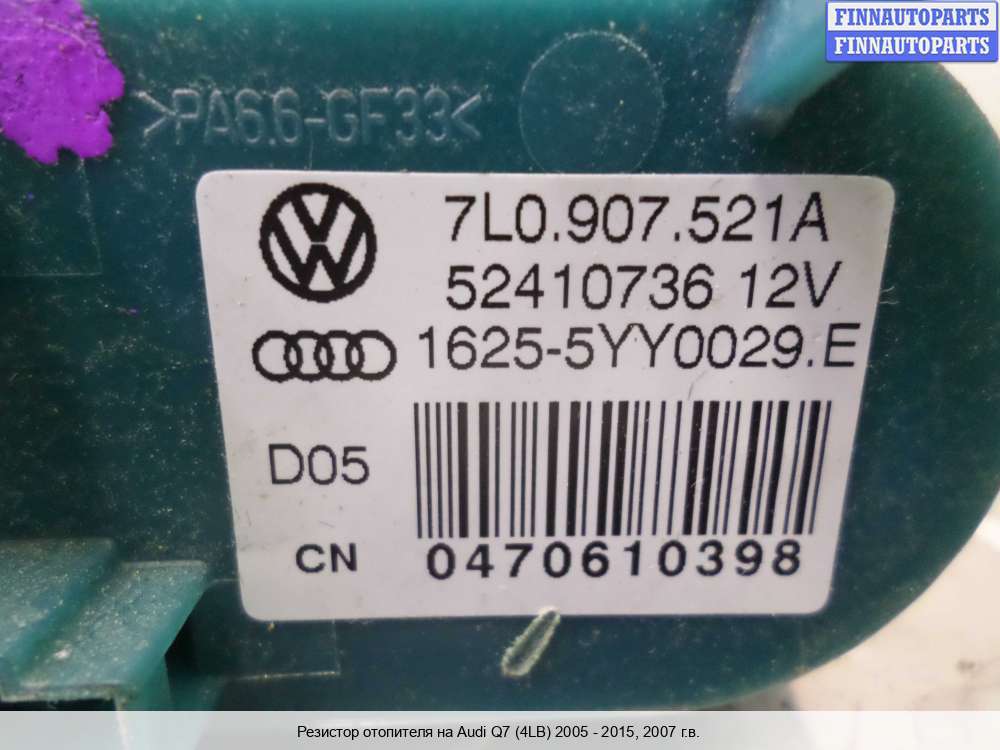 FINNAUTOPARTS
FINNAUTOPARTS
>PA6.6-GF33<
7L0.907.521A
52410736 12V
1625-5YY0029.E
D05
CN
0470610398
Резистор отопителя на Audi Q7 (4LB) 2005 - 2015, 2007 г.в.